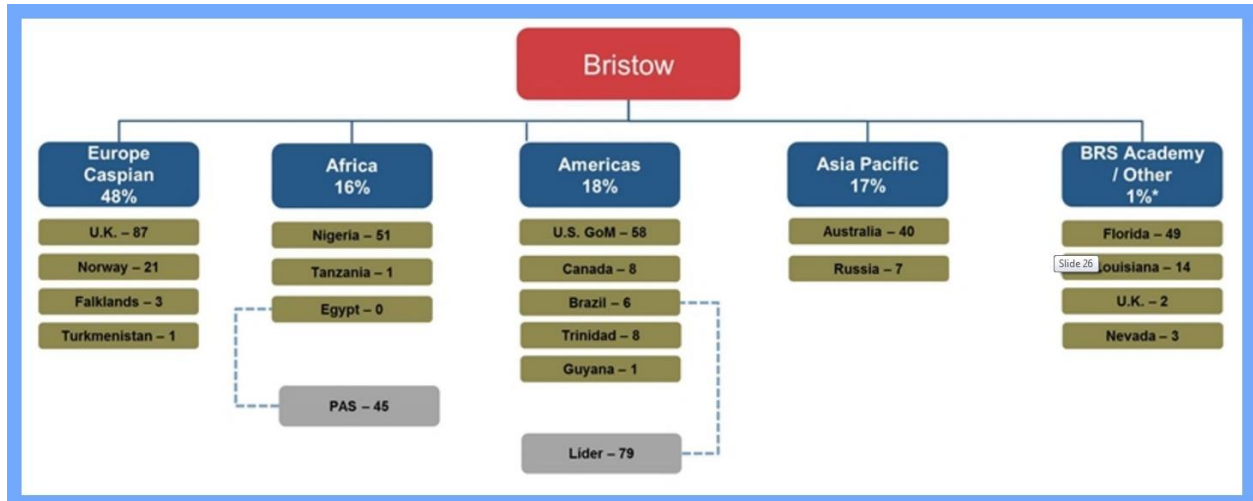 Bristow
Europe
Caspian
48%
U.K. – 87
Norway – 21
Falklands – 3
Turkmenistan – 1
Africa
16%
Nigeria – 51
Tanzania – 1
Egypt – 0
PAS – 45
Americas
18%
U.S. GoM – 58
Canada – 8
Brazil – 6
Trinidad – 8
Guyana – 1
Líder – 79
Asia Pacific
17%
Australia – 40
Russia – 7
BRS Academy
/ Other
1%*
Florida – 49
Slide 26
ouisiana – 14
U.K. – 2
Nevada – 3